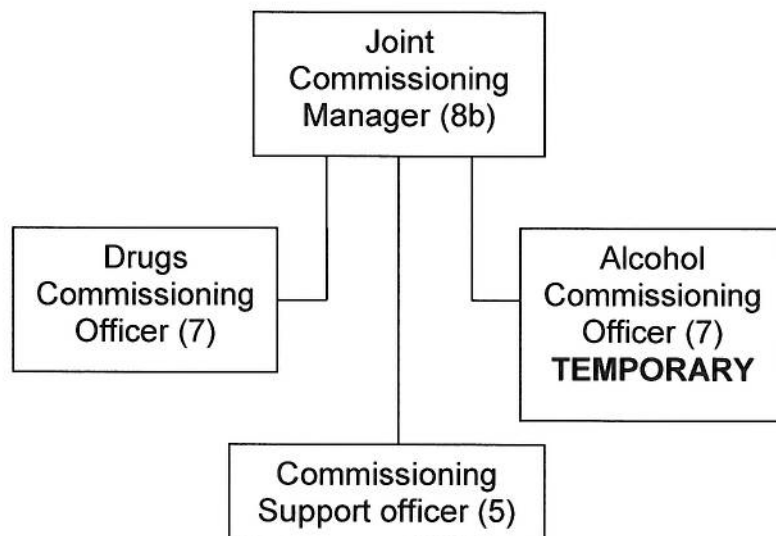 Joint
Commissioning
Manager (8b)
Drugs
Commissioning
Officer (7)
Alcohol
Commissioning
Officer (7)
TEMPORARY
Commissioning
Support officer (5)